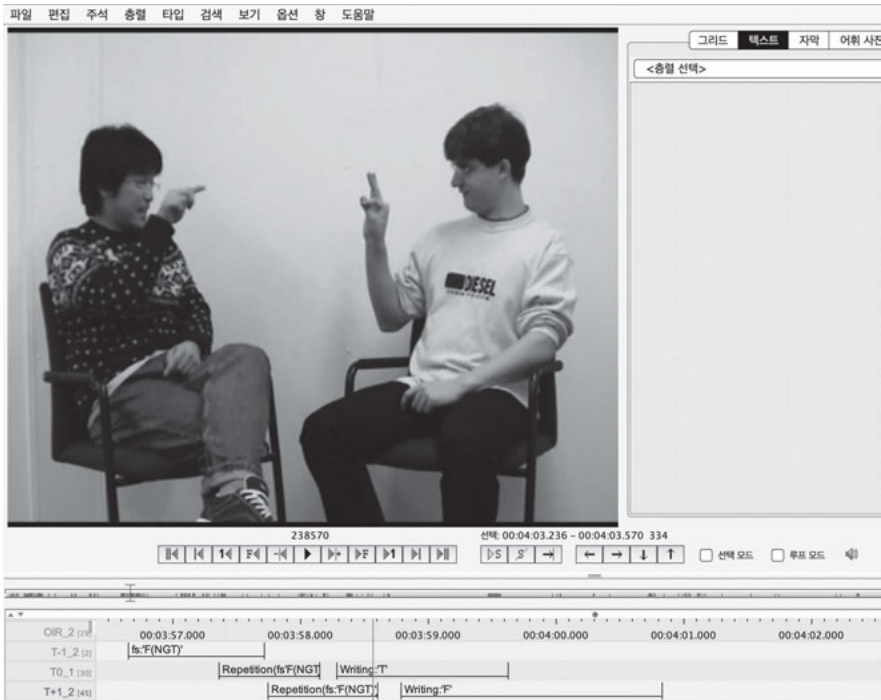 파일 편집 주석 층렬 타입 검색 보기 옵션 창 도움말
그리드 텍스트 자막 어휘 사전
<층렬 선택>
DIESEL
238570
선택: 00:04:03.236 – 00:04:03.570 334
1 F F 1 S S
선택 모드 루프 모드
OIR_2 00:03:57.000 00:03:58.000 00:03:59.000 00:04:00.000 00:04:01.000 00:04:02.000
T-1_2 [2] fs:'F(NGT)'
T0_1 [30] Repetition(fs'F(NGT Writing:'T'
T+1_2 [45] Repetition(fs:'F(NGT)' Writing:'F'